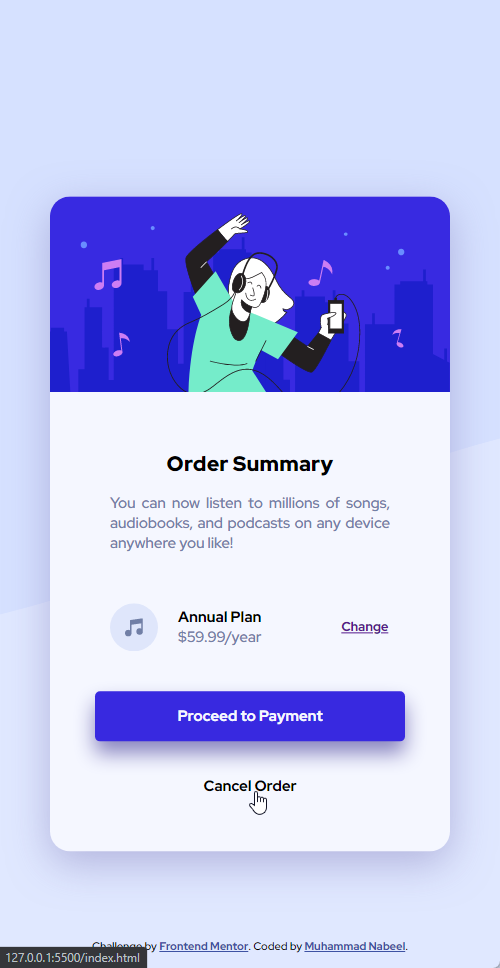 Order Summary
You can now listen to millions of songs,
audiobooks, and podcasts on any device
anywhere you like!
Annual Plan
$59.99/year
Change
Proceed to Payment
Cancel Order
Challenge by Frontend Mentor. Coded by Muhammad Nabeel.
127.0.0.1:5500/index.html